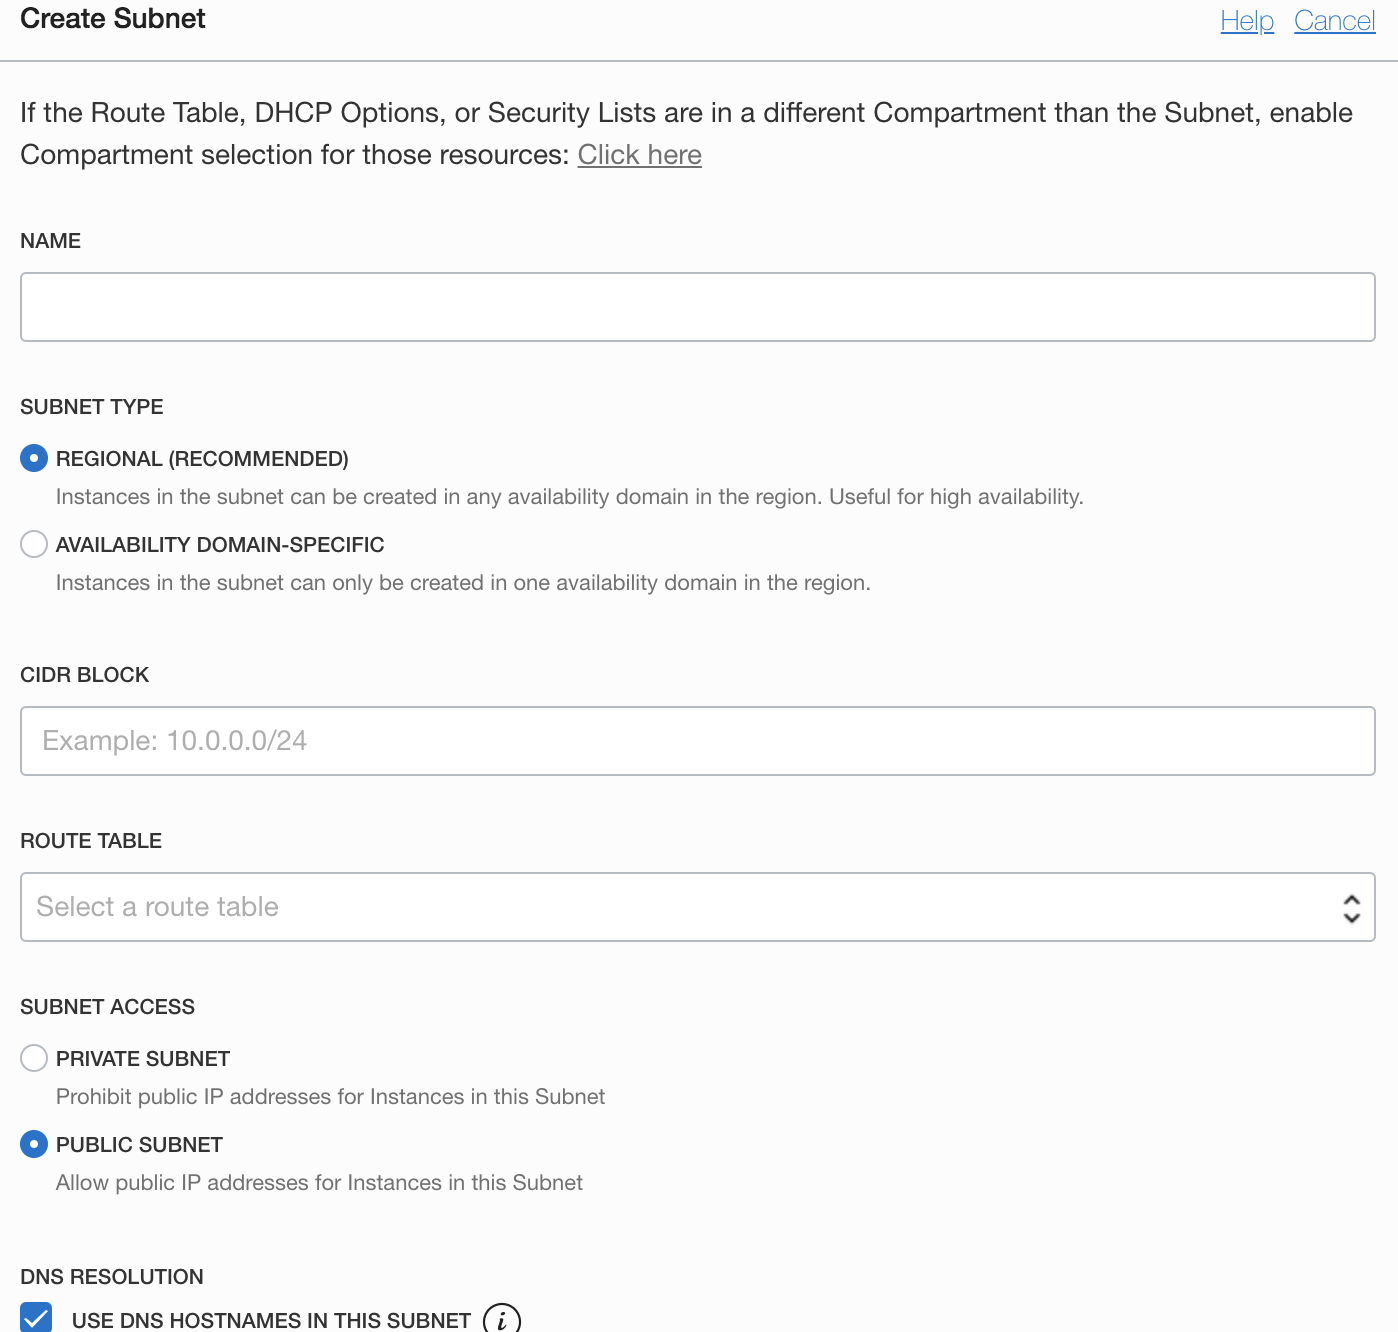 Create Subnet
Help Cancel
If the Route Table, DHCP Options, or Security Lists are in a different Compartment than the Subnet, enable
Compartment selection for those resources: Click here
NAME
SUBNET TYPE
REGIONAL (RECOMMENDED)
Instances in the subnet can be created in any availability domain in the region. Useful for high availability.
AVAILABILITY DOMAIN-SPECIFIC
Instances in the subnet can only be created in one availability domain in the region.
CIDR BLOCK
Example: 10.0.0.0/24
ROUTE TABLE
Select a route table
SUBNET ACCESS
PRIVATE SUBNET
Prohibit public IP addresses for Instances in this Subnet
PUBLIC SUBNET
Allow public IP addresses for Instances in this Subnet
DNS RESOLUTION
USE DNS HOSTNAMES IN THIS SUBNET i